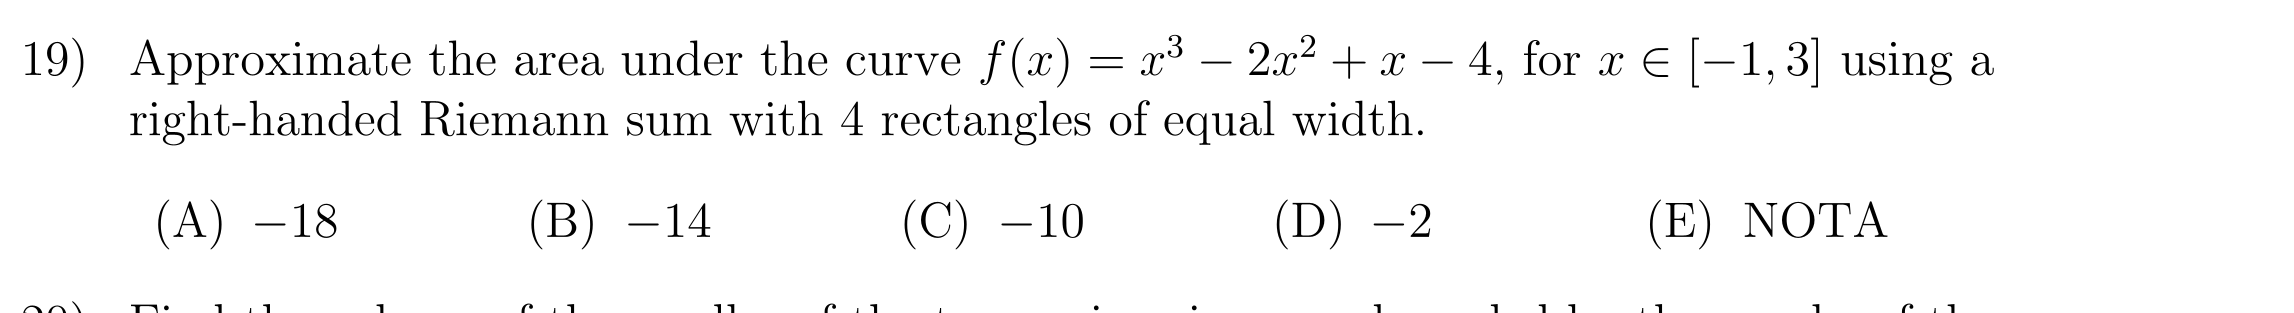 19) Approximate the area under the curve f(x) = x³ − 2x² + x − 4, for x ∈ [−1, 3] using a
right-handed Riemann sum with 4 rectangles of equal width.
(A) −18 (B) −14 (C) −10 (D) −2 (E) NOTA